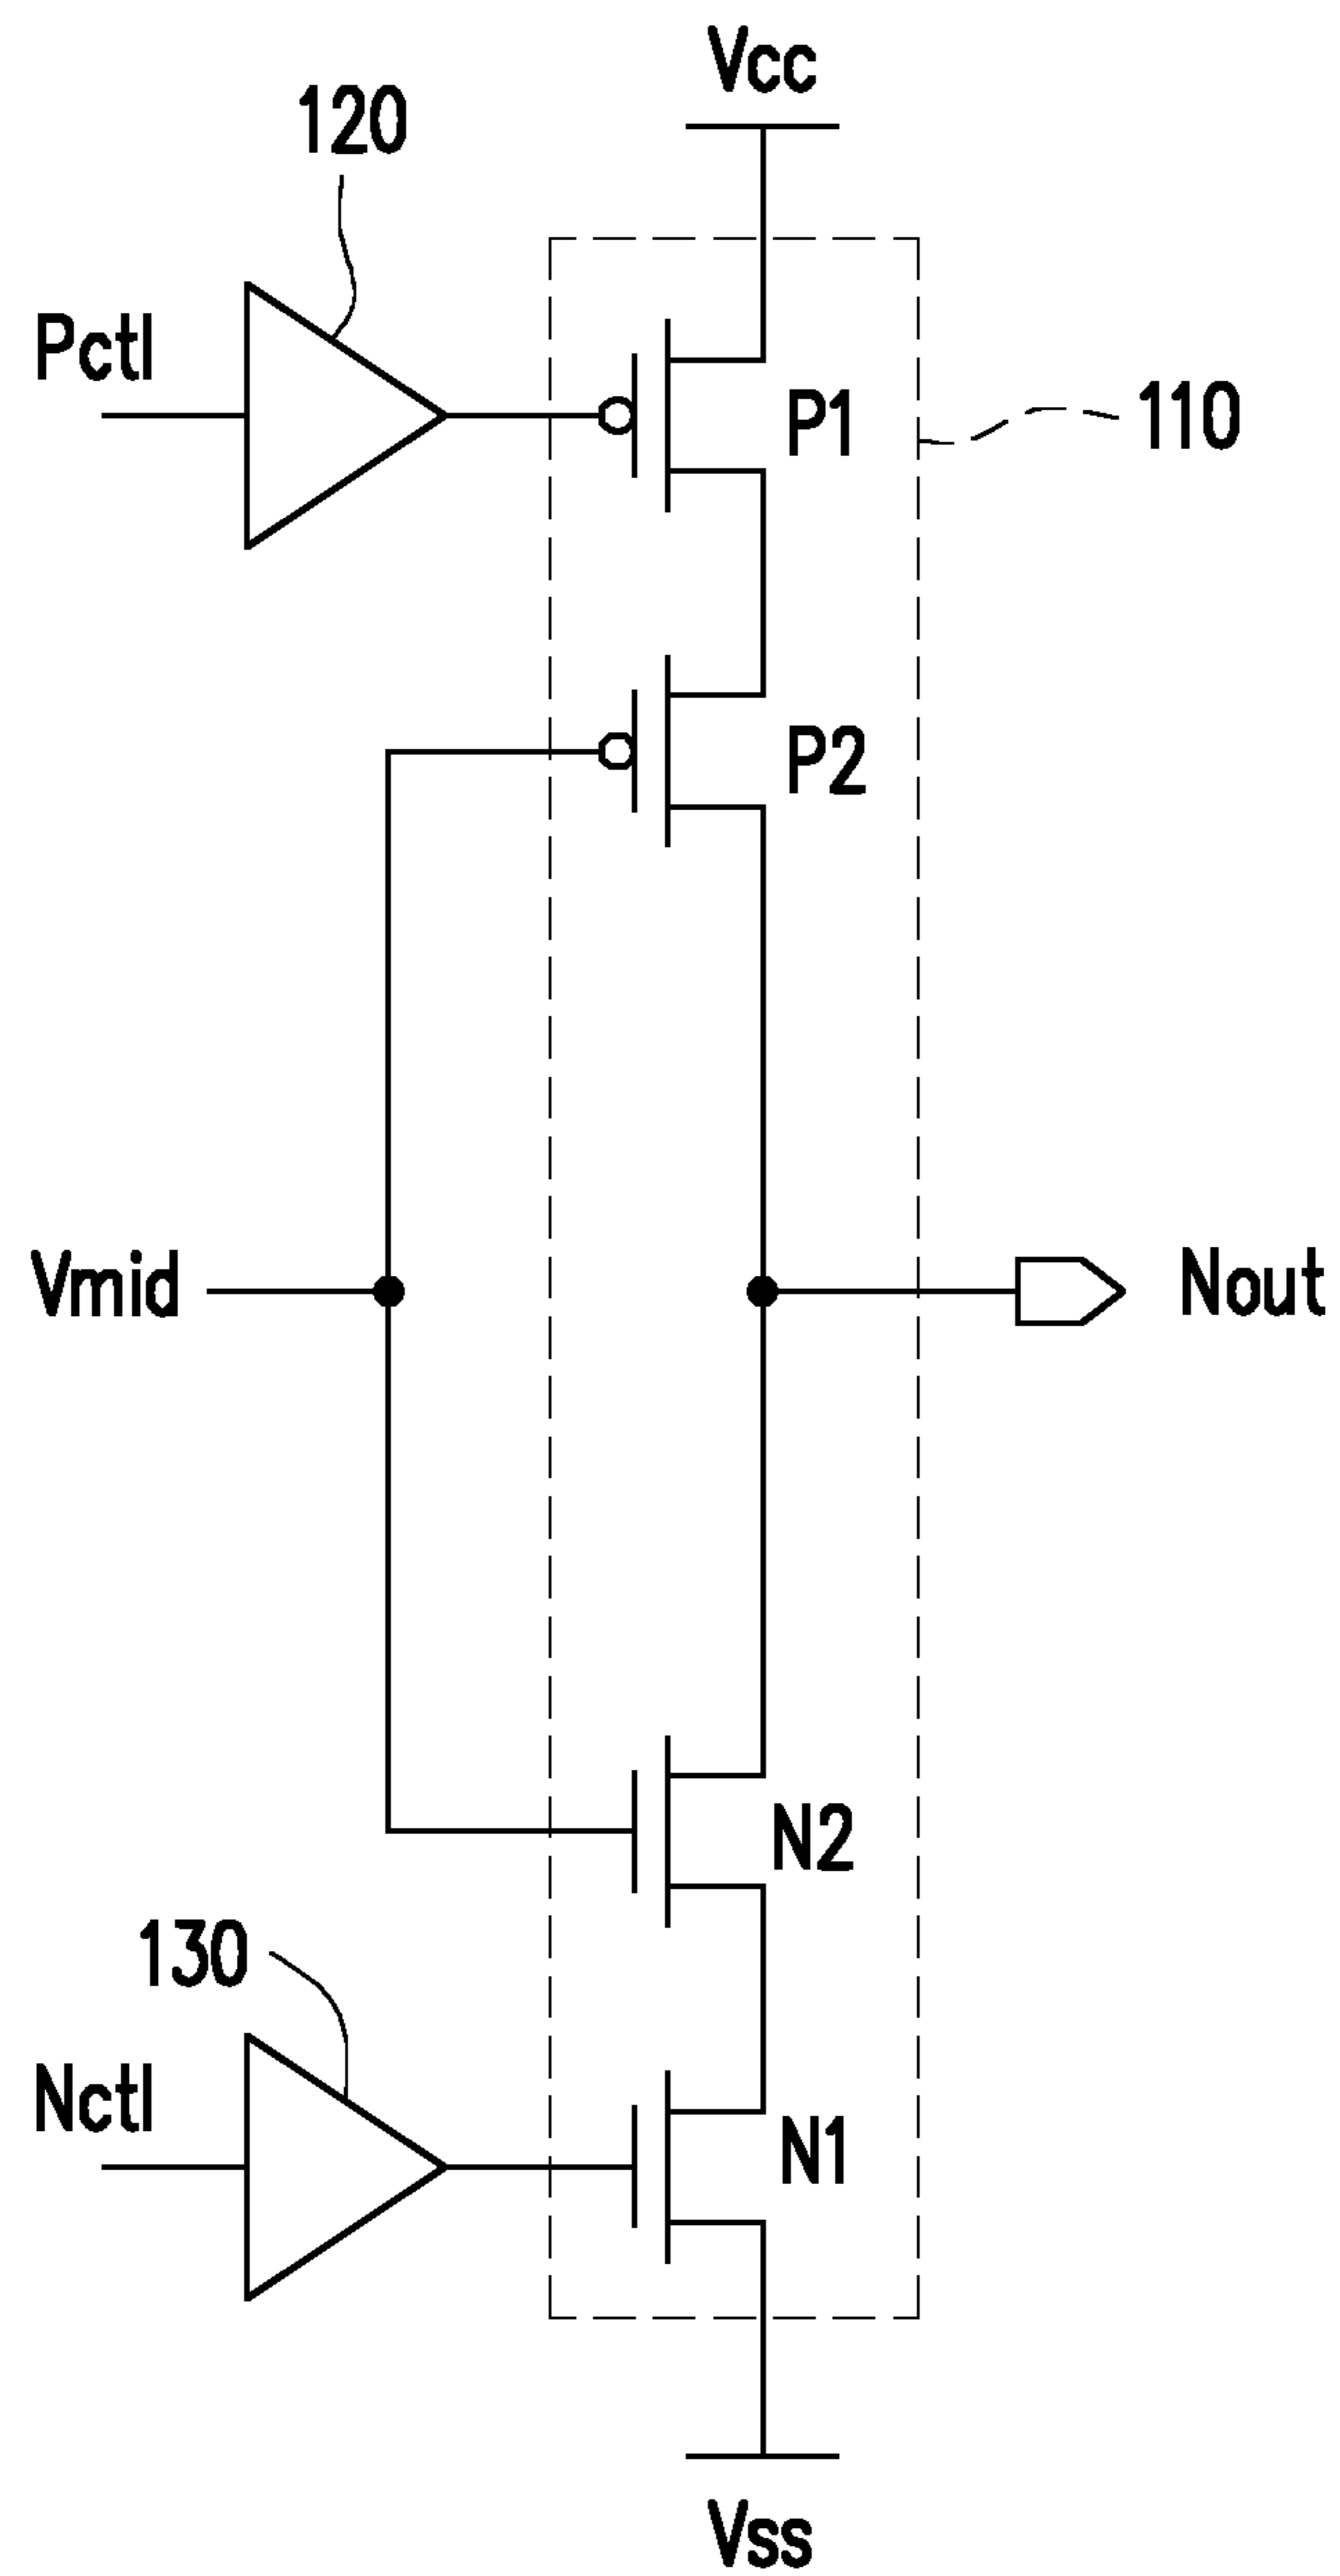 Vcc
120
Pctl
P1
110
P2
Vmid
Nout
N2
130
Nctl
N1
Vss